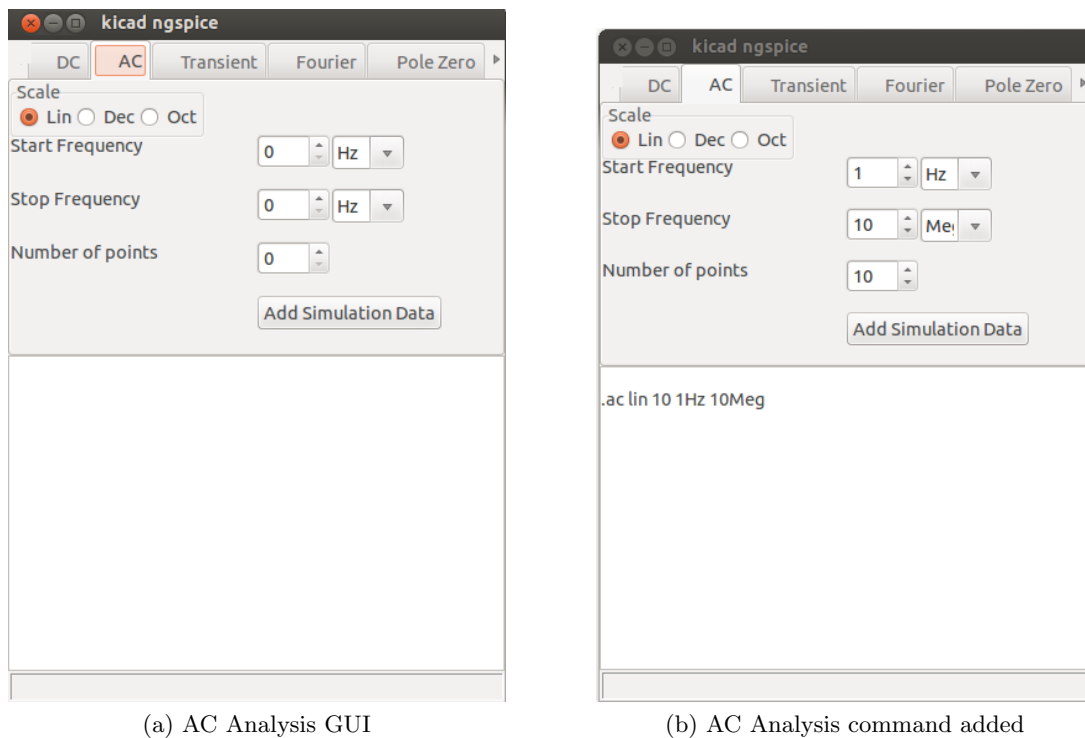 kicad ngspice
DC AC Transient Fourier Pole Zero
Scale
Lin Dec Oct
Start Frequency 0 Hz
Stop Frequency 0 Hz
Number of points 0
Add Simulation Data
(a) AC Analysis GUI
kicad ngspice
DC AC Transient Fourier Pole Zero
Scale
Lin Dec Oct
Start Frequency 1 Hz
Stop Frequency 10 Meg
Number of points 10
Add Simulation Data
.ac lin 10 1Hz 10Meg
(b) AC Analysis command added